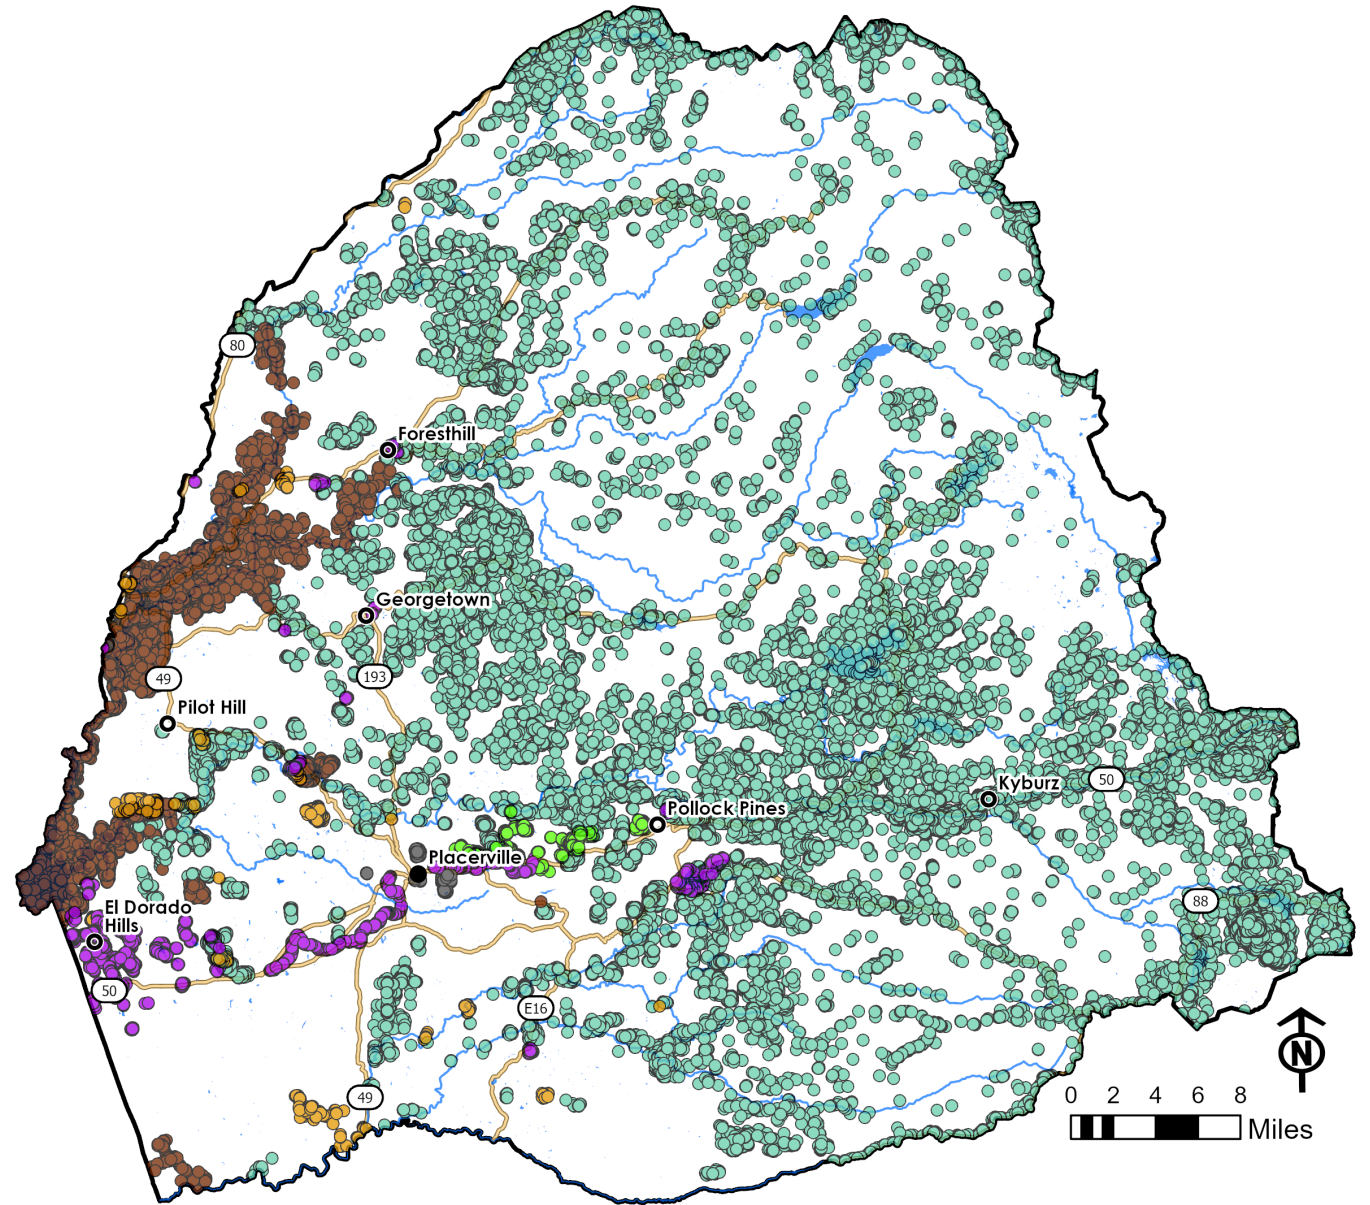 80
Foresthill
Georgetown
49
193
Pilot Hill
Kyburz
50
Pollock Pines
Placerville
88
El Dorado
Hills
50
E16
49
N
0 2 4 6 8
Miles